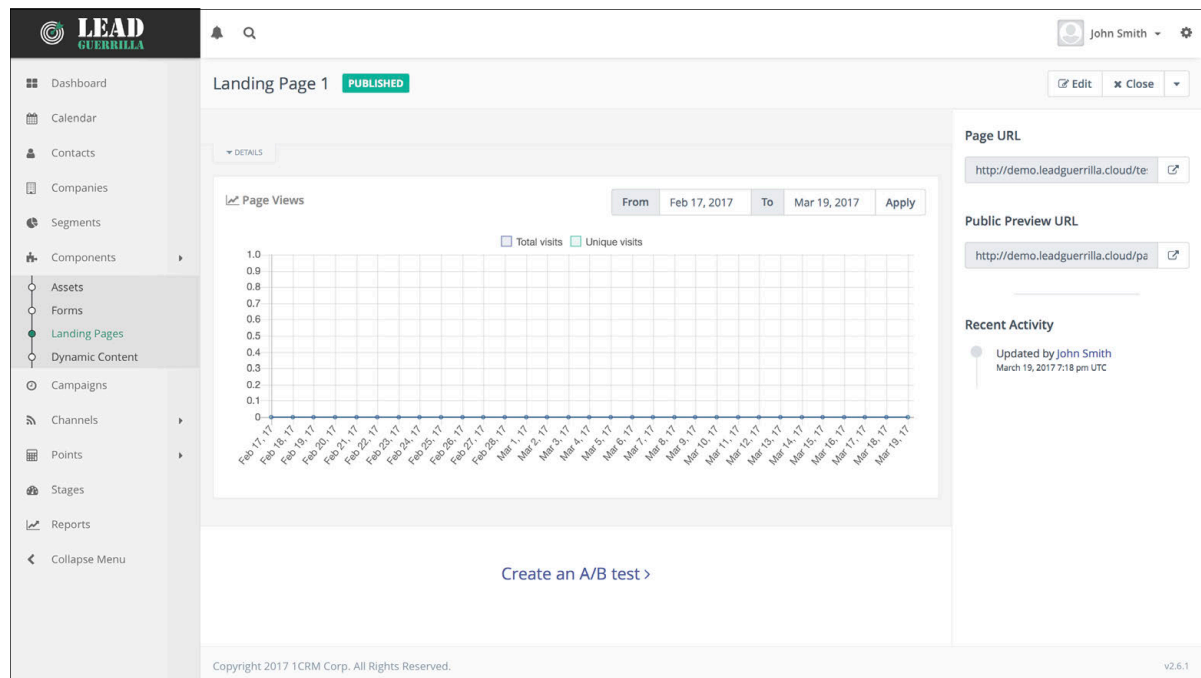 LEAD
GUERRILLA
John Smith
Dashboard
Calendar
Contacts
Companies
Segments
Components
Assets
Forms
Landing Pages
Dynamic Content
Campaigns
Channels
Points
Stages
Reports
Collapse Menu
Landing Page 1 PUBLISHED
Edit Close
DETAILS
Page Views
From Feb 17, 2017 To Mar 19, 2017 Apply
Total visits Unique visits
1.0
0.9
0.8
0.7
0.6
0.5
0.4
0.3
0.2
0.1
0
Feb 17, 17
Feb 18, 17
Feb 19, 17
Feb 20, 17
Feb 21, 17
Feb 22, 17
Feb 23, 17
Feb 24, 17
Feb 25, 17
Feb 26, 17
Feb 27, 17
Feb 28, 17
Mar 1, 17
Mar 2, 17
Mar 3, 17
Mar 4, 17
Mar 5, 17
Mar 6, 17
Mar 7, 17
Mar 8, 17
Mar 9, 17
Mar 10, 17
Mar 11, 17
Mar 12, 17
Mar 13, 17
Mar 14, 17
Mar 15, 17
Mar 16, 17
Mar 17, 17
Mar 18, 17
Mar 19, 17
Create an A/B test >
Page URL
http://demo.leadguerrilla.cloud/te
Public Preview URL
http://demo.leadguerrilla.cloud/pa
Recent Activity
Updated by John Smith
March 19, 2017 7:18 pm UTC
Copyright 2017 1CRM Corp. All Rights Reserved.
v2.6.1